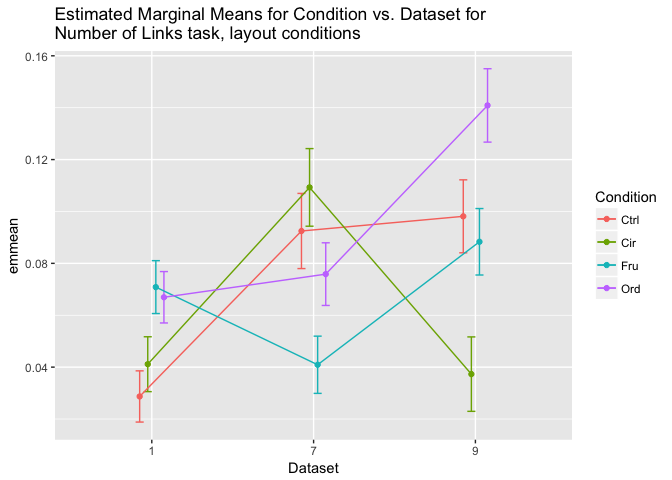 Estimated Marginal Means for Condition vs. Dataset for
Number of Links task, layout conditions
0.16
0.12
0.08
0.04
emmean
1
7
9
Dataset
Condition
Ctrl
Cir
Fru
Ord